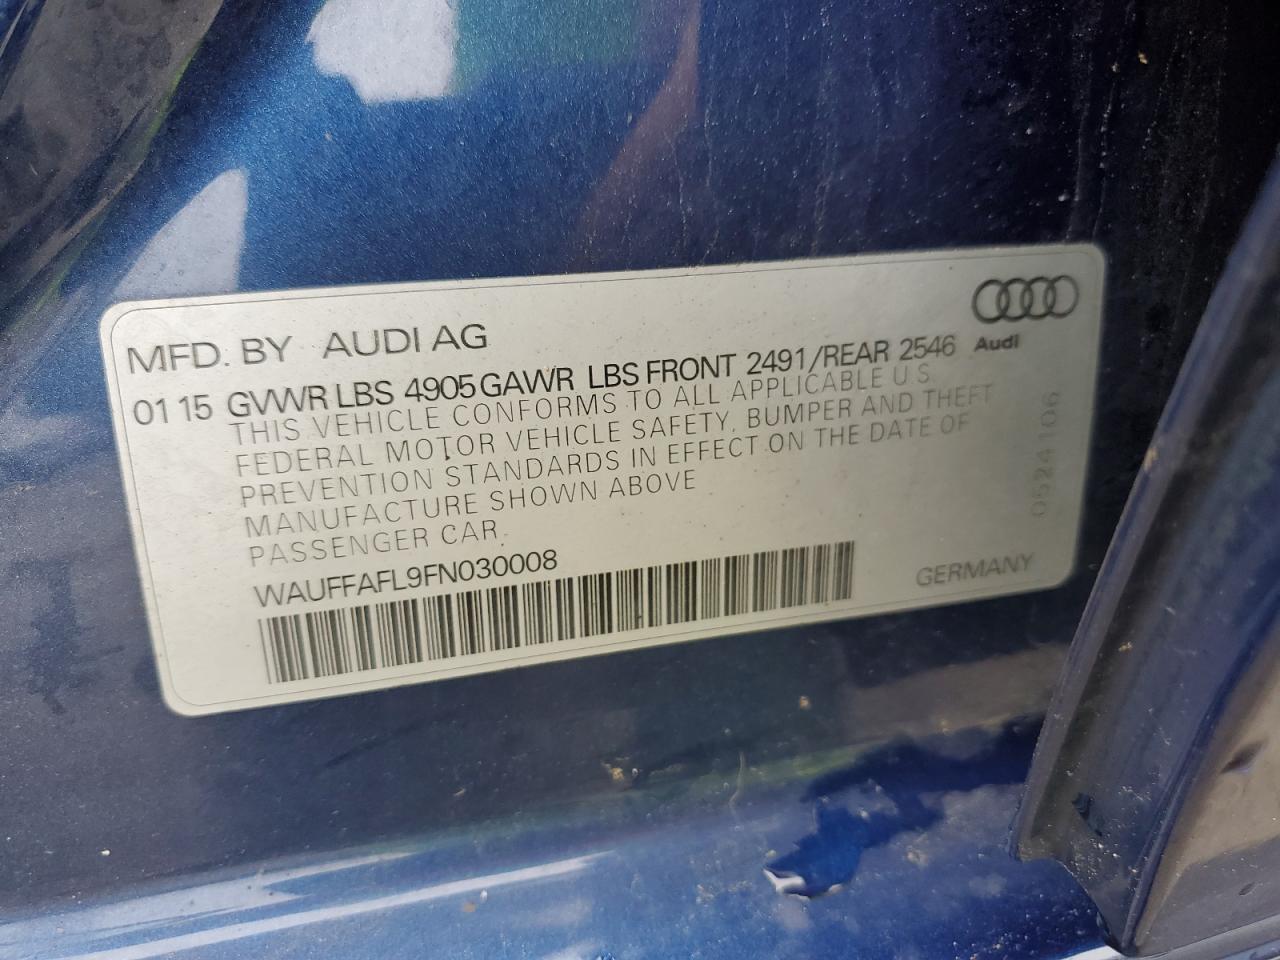 MFD. BY AUDI AG
Audi
01 15 GVWR LBS 4905 GAWR LBS FRONT 2491/REAR 2546
THIS VEHICLE CONFORMS TO ALL APPLICABLE U S
FEDERAL MOTOR VEHICLE SAFETY, BUMPER AND THEFT
PREVENTION STANDARDS IN EFFECT ON THE DATE OF
MANUFACTURE SHOWN ABOVE
PASSENGER CAR.
WAUFFAFL9FN030008
GERMANY
0524106